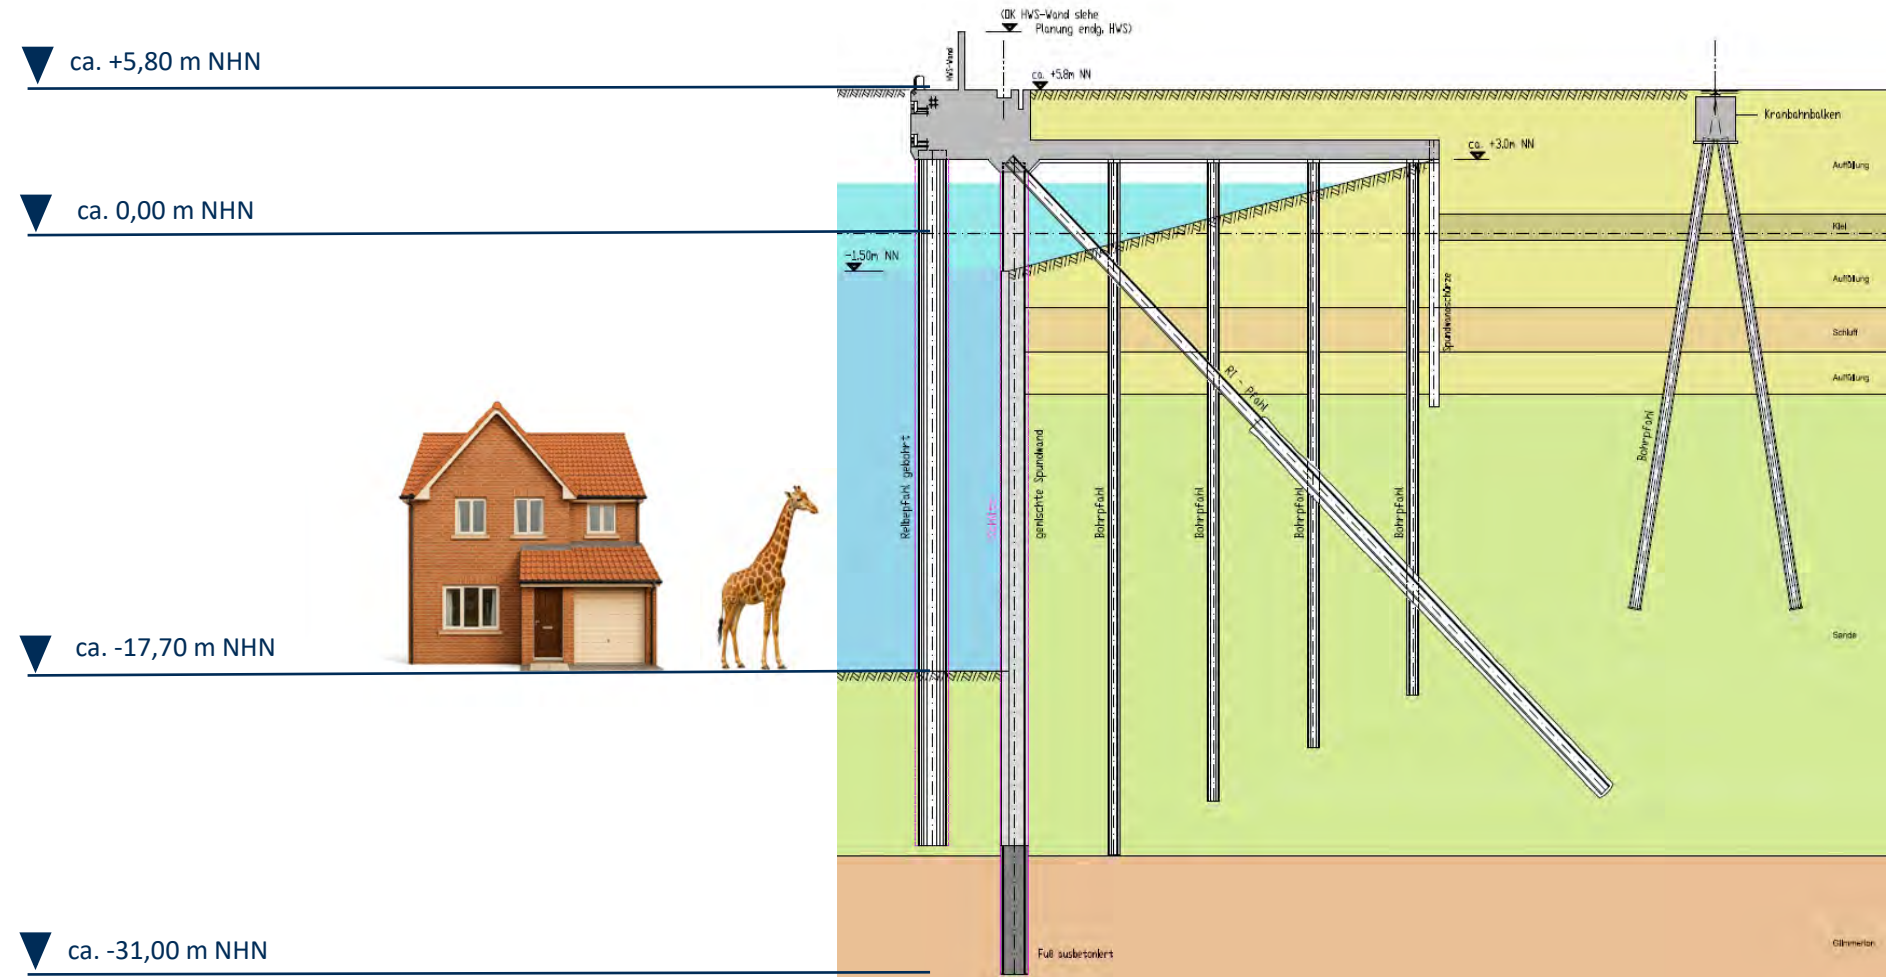 (OK HWS-Wand siehe
Planung endg. HWS)
ca. +5,80 m NHN
HWS-Wand
ca. +5.8m NN
Kranbahnbalken
ca. +3.0m NN
Auffüllung
ca. 0,00 m NHN
Klei
-1.50m NN
Auffüllung
Spundwandschürze
Schluff
RI - Pfahl
Auffüllung
Reibepfahl gebohrt
gemischte Spundwand
Bohrpfahl
Bohrpfahl
Bohrpfahl
Bohrpfahl
Bohrpfahl
Sande
ca. -17,70 m NHN
ca. -31,00 m NHN
Fuß ausbetoniert
Glimmerton